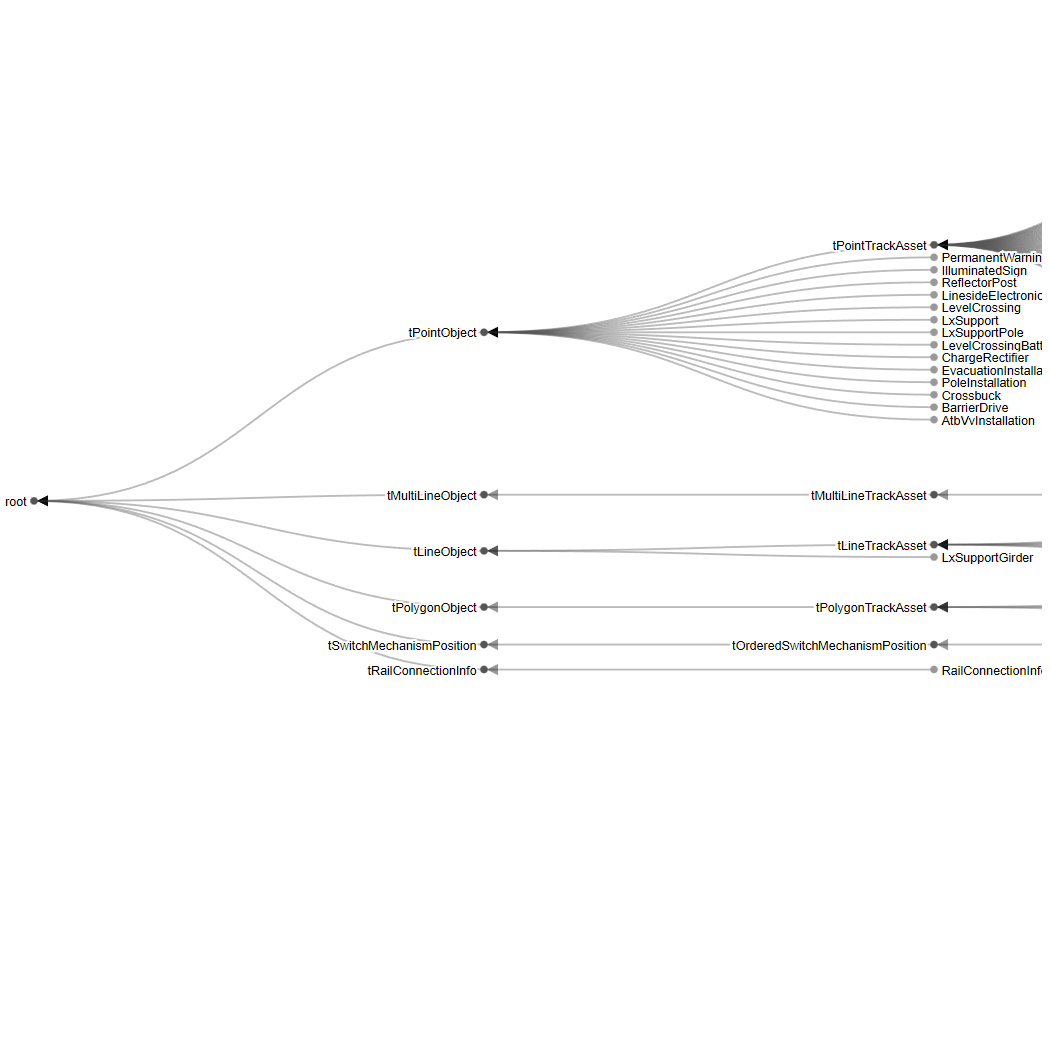 tPointTrackAsset
PermanentWarnin
IlluminatedSign
ReflectorPost
LinesideElectronic
LevelCrossing
LxSupport
tPointObject
LxSupportPole
LevelCrossingBatt
ChargeRectifier
EvacuationInstalla
PoleInstallation
Crossbuck
BarrierDrive
AtbVvInstallation
root
tMultiLineObject
tMultiLineTrackAsset
tLineObject
tLineTrackAsset
LxSupportGirder
tPolygonObject
tPolygonTrackAsset
tSwitchMechanismPosition
tOrderedSwitchMechanismPosition
tRailConnectionInfo
RailConnectionInfo